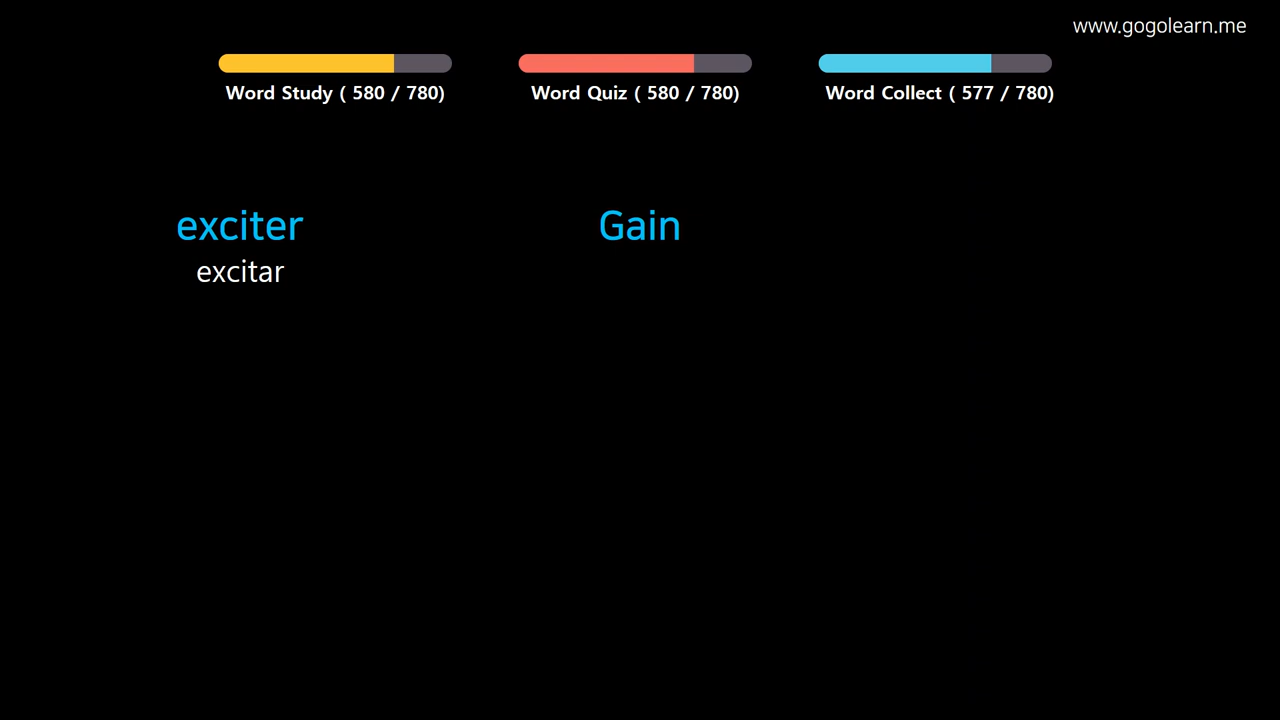 www.gogolearn.me
Word Study ( 580 / 780)
Word Quiz ( 580 / 780)
Word Collect ( 577 / 780)
exciter
Gain
excitar